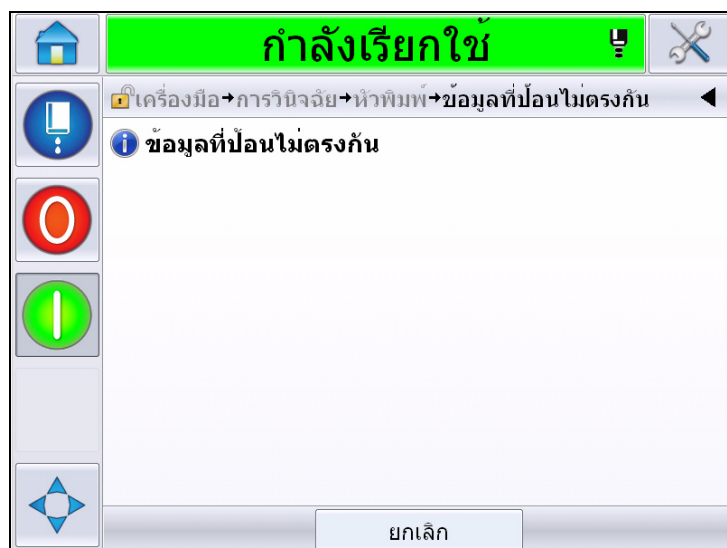 กำลังเรียกใช้
เครื่องมือ→การวินิจฉัย→หัวพิมพ์→ข้อมูลที่ป้อนไม่ตรงกัน
ข้อมูลที่ป้อนไม่ตรงกัน
ยกเลิก